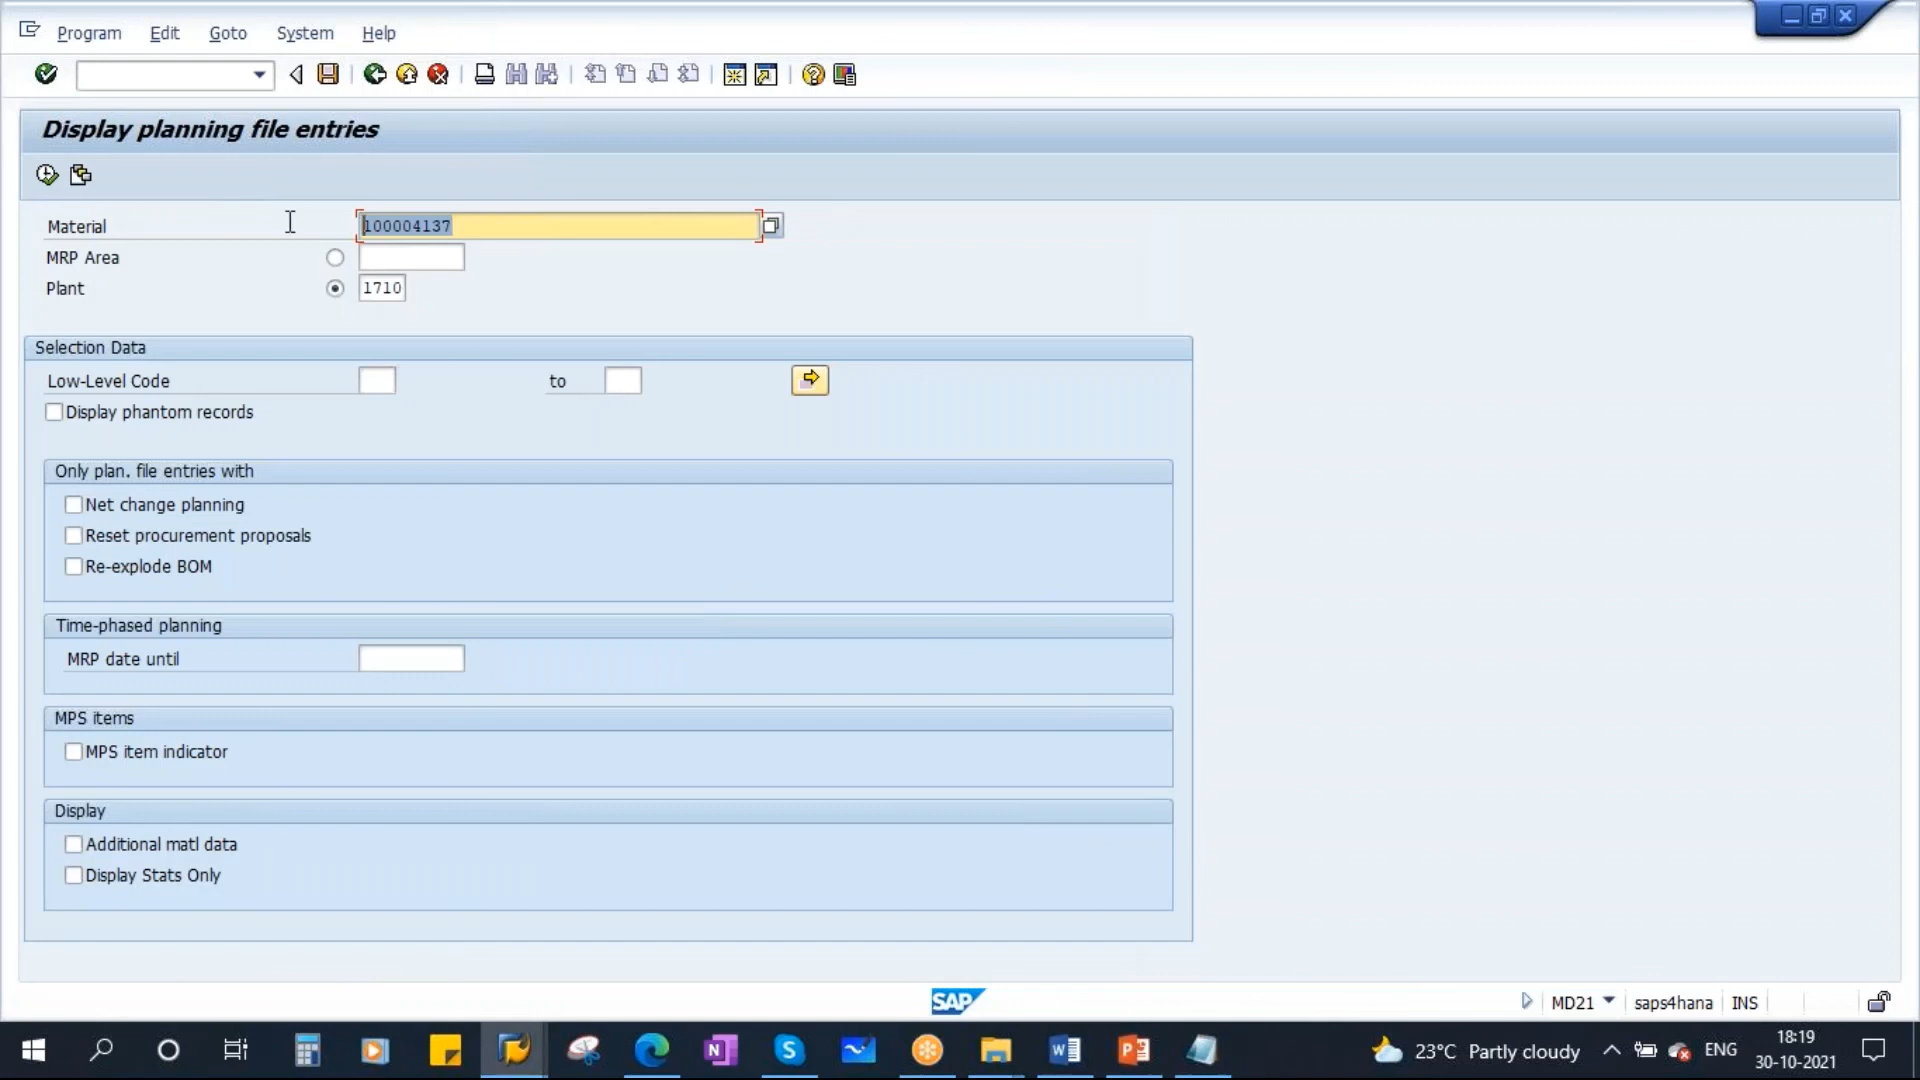 Program Edit Goto System Help
Display planning file entries
Material 100004137
MRP Area
Plant 1710
Selection Data
Low-Level Code to
Display phantom records
Only plan. file entries with
Net change planning
Reset procurement proposals
Re-explode BOM
Time-phased planning
MRP date until
MPS items
MPS item indicator
Display
Additional matl data
Display Stats Only
SAP
MD21 saps4hana INS
23°C Partly cloudy ENG 18:19
30-10-2021